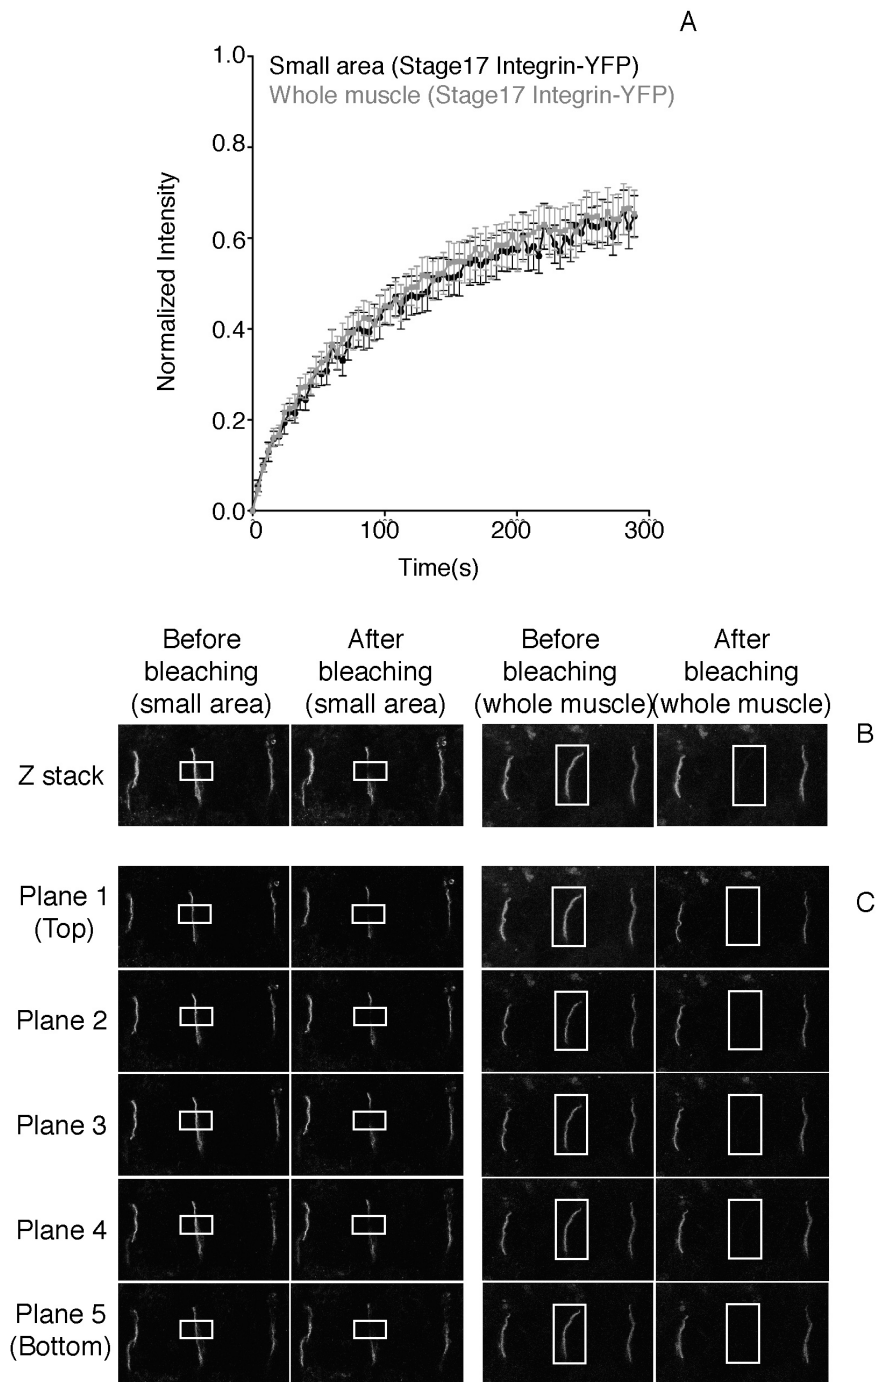 A
1.0
Small area (Stage17 Integrin-YFP)
Whole muscle (Stage17 Integrin-YFP)
0.8
0.6
0.4
0.2
0.0
Normalized Intensity
0
100
200
300
Time(s)
Before
bleaching
(small area)
After
bleaching
(small area)
Before
bleaching
(whole muscle)
After
bleaching
(whole muscle)
B
Z stack
C
Plane 1
(Top)
Plane 2
Plane 3
Plane 4
Plane 5
(Bottom)